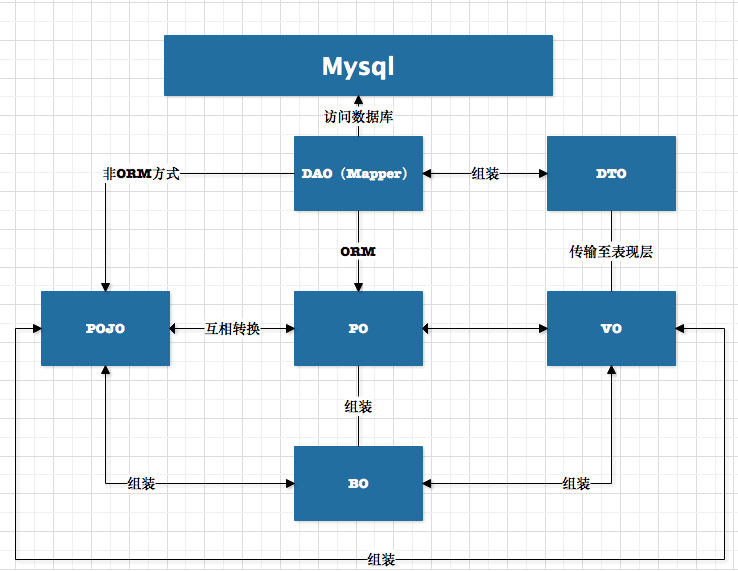 Mysql
访问数据库
非ORM方式
DAO（Mapper）
组装
DTO
ORM
传输至表现层
POJO
互相转换
PO
VO
组装
组装
BO
组装
组装